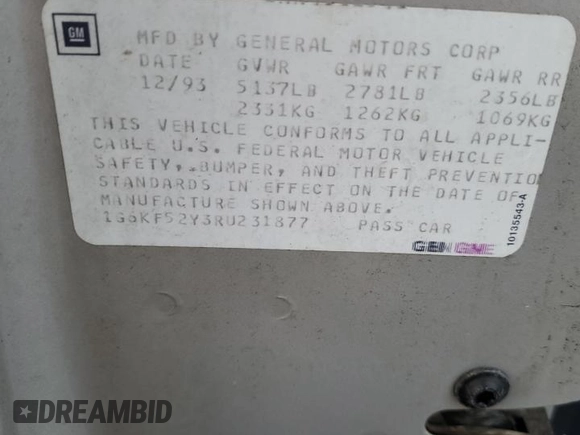 GM
MFD BY GENERAL MOTORS CORP
DATE GVWR GAWR FRT GAWR RR
12/93 5137LB 2781LB 2356LB
2331KG 1262KG 1069KG
THIS VEHICLE CONFORMS TO ALL APPLI-
CABLE U.S. FEDERAL MOTOR VEHICLE
SAFETY, BUMPER, AND THEFT PREVENTION
STANDARDS IN EFFECT ON THE DATE OF
MANUFACTURE SHOWN ABOVE.
1G6KF52Y3RU231877 PASS CAR
10135543-A
DREAMBID